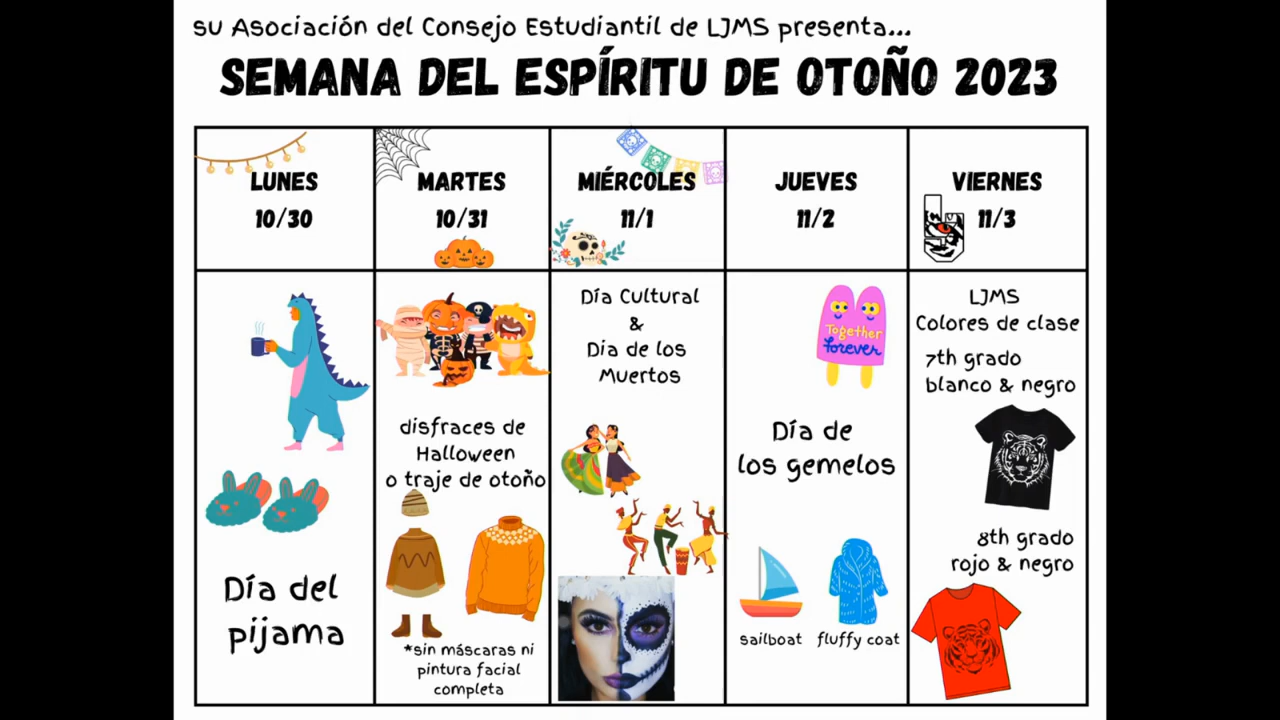 su Asociación del Consejo Estudiantil de LJMS presenta...
SEMANA DEL ESPÍRITU DE OTOÑO 2023
LUNES
10/30
MARTES
10/31
MIÉRCOLES
11/1
JUEVES
11/2
VIERNES
11/3
Día del
pijama
disfraces de
Halloween
o traje de otoño
*sin máscaras ni
pintura facial
completa
Día Cultural
&
Dia de los
Muertos
Together
forever
Día de
los gemelos
sailboat fluffy coat
LJMS
Colores de clase
7th grado
blanco & negro
8th grado
rojo & negro